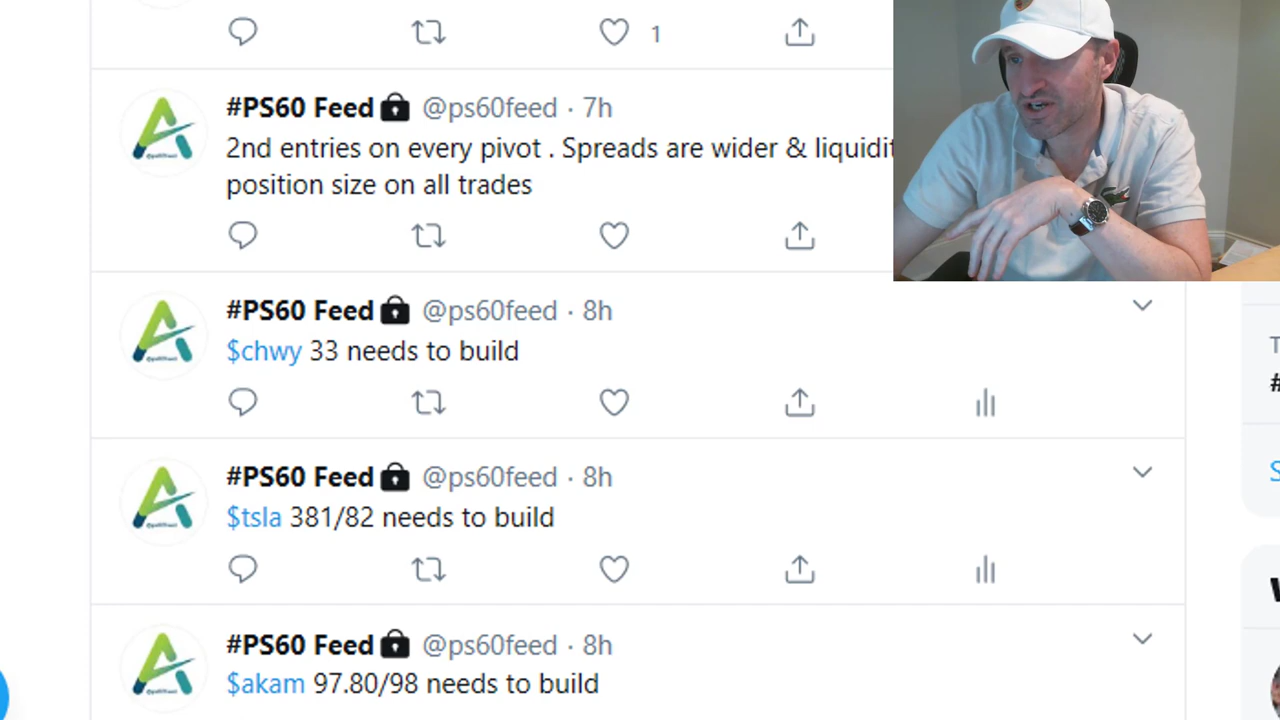 1
#PS60 Feed @ps60feed · 7h
2nd entries on every pivot . Spreads are wider &
position size on all trades
#PS60 Feed @ps60feed · 8h
$chwy 33 needs to build
#PS60 Feed @ps60feed · 8h
$tsla 381/82 needs to build
#PS60 Feed @ps60feed · 8h
$akam 97.80/98 needs to build